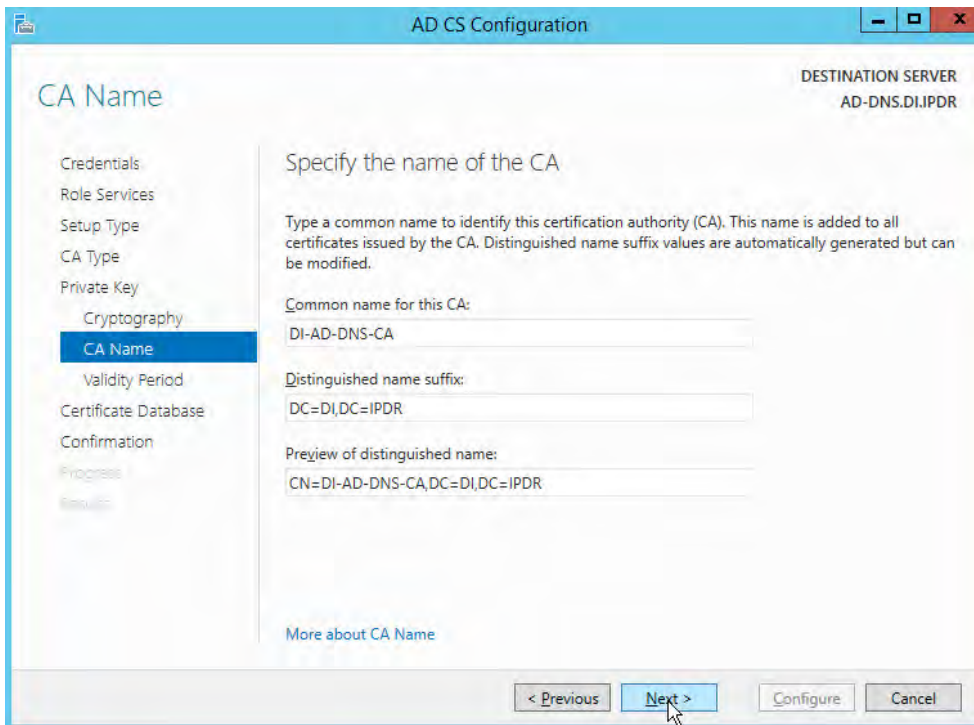 AD CS Configuration
DESTINATION SERVER
AD-DNS.DI.IPDR
CA Name
Credentials
Role Services
Setup Type
CA Type
Private Key
Cryptography
CA Name
Validity Period
Certificate Database
Confirmation
Progress
Results
Specify the name of the CA
Type a common name to identify this certification authority (CA). This name is added to all
certificates issued by the CA. Distinguished name suffix values are automatically generated but can
be modified.
Common name for this CA:
DI-AD-DNS-CA
Distinguished name suffix:
DC=DI,DC=IPDR
Preview of distinguished name:
CN=DI-AD-DNS-CA,DC=DI,DC=IPDR
More about CA Name
< Previous
Next >
Configure
Cancel